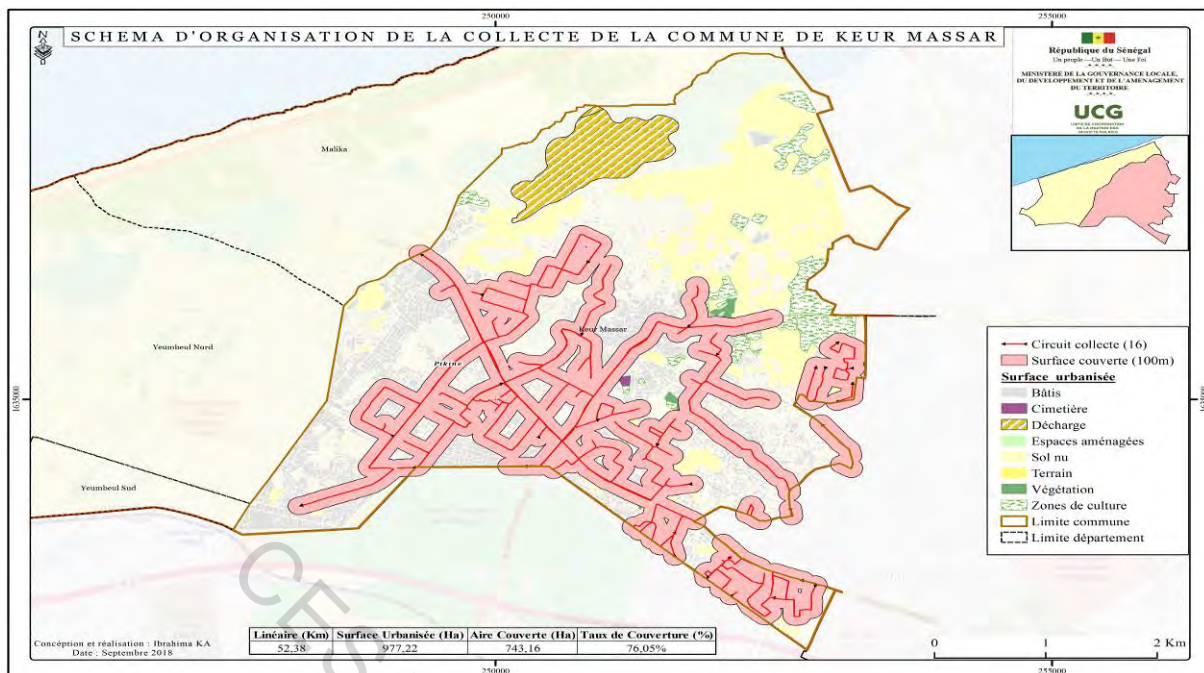 250000
255000
N
SCHEMA D'ORGANISATION DE LA COLLECTE DE LA COMMUNE DE KEUR MASSAR
République du Sénégal
Un peuple —Un But— Une Foi
MINISTERE DE LA GOUVERNANCE LOCALE,
DU DEVELOPPEMENT ET DE L'AMENAGEMENT
DU TERRITOIRE
UCG
Malika
Yeumbeul Nord
Keur Massar
Pikine
Yeumbeul Sud
1635000
1635000
Circuit collecte (16)
Surface couverte (100m)
Surface urbanisée
Bâtis
Cimetière
Décharge
Espaces aménagées
Sol nu
Terrain
Végétation
Zones de culture
Limite commune
Limite département
Concéption et réalisation : Ibrahima KA
Date : Septembre 2018
Linéaire (Km) Surface Urbanisée (Ha) Aire Couverte (Ha) Taux de Couverture (%)
52,38 977,22 743,16 76,05%
0 1 2 Km
250000
255000